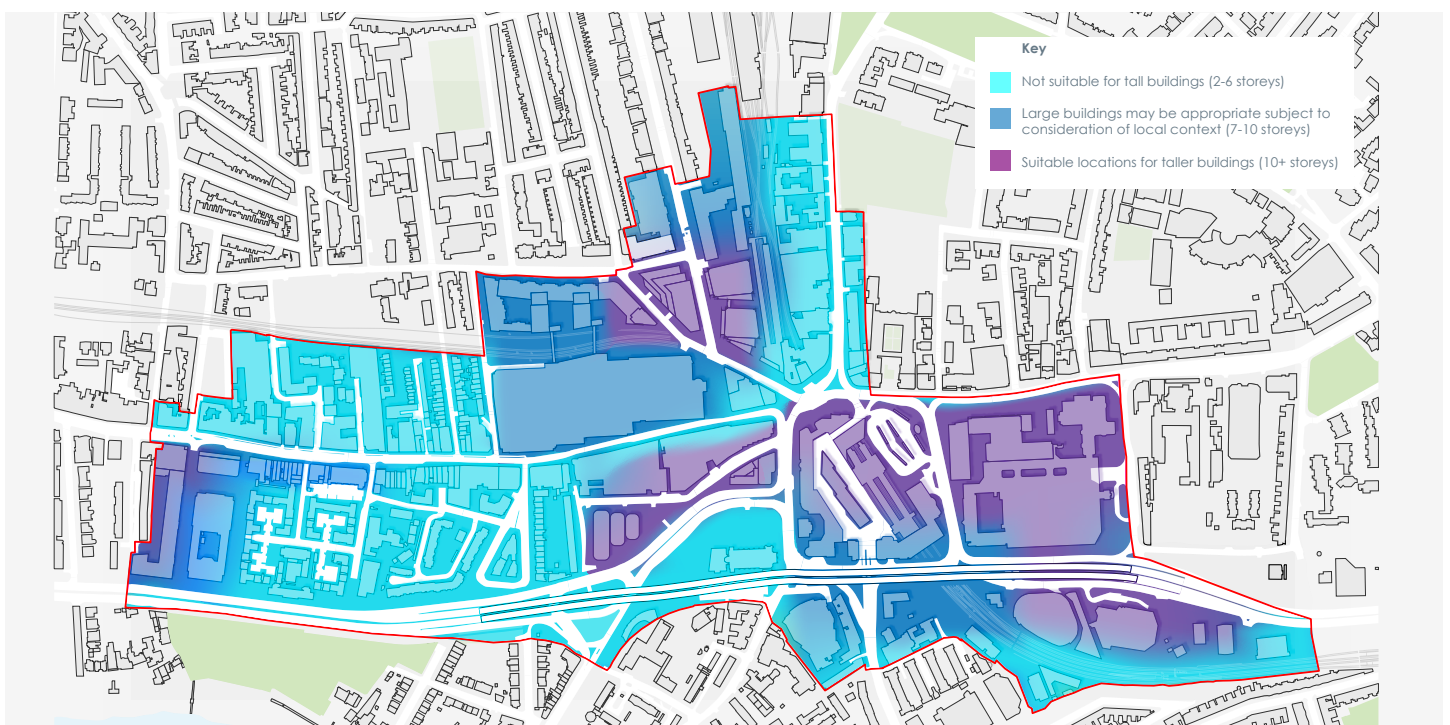 Key
Not suitable for tall buildings (2-6 storeys)
Large buildings may be appropriate subject to
consideration of local context (7-10 storeys)
Suitable locations for taller buildings (10+ storeys)